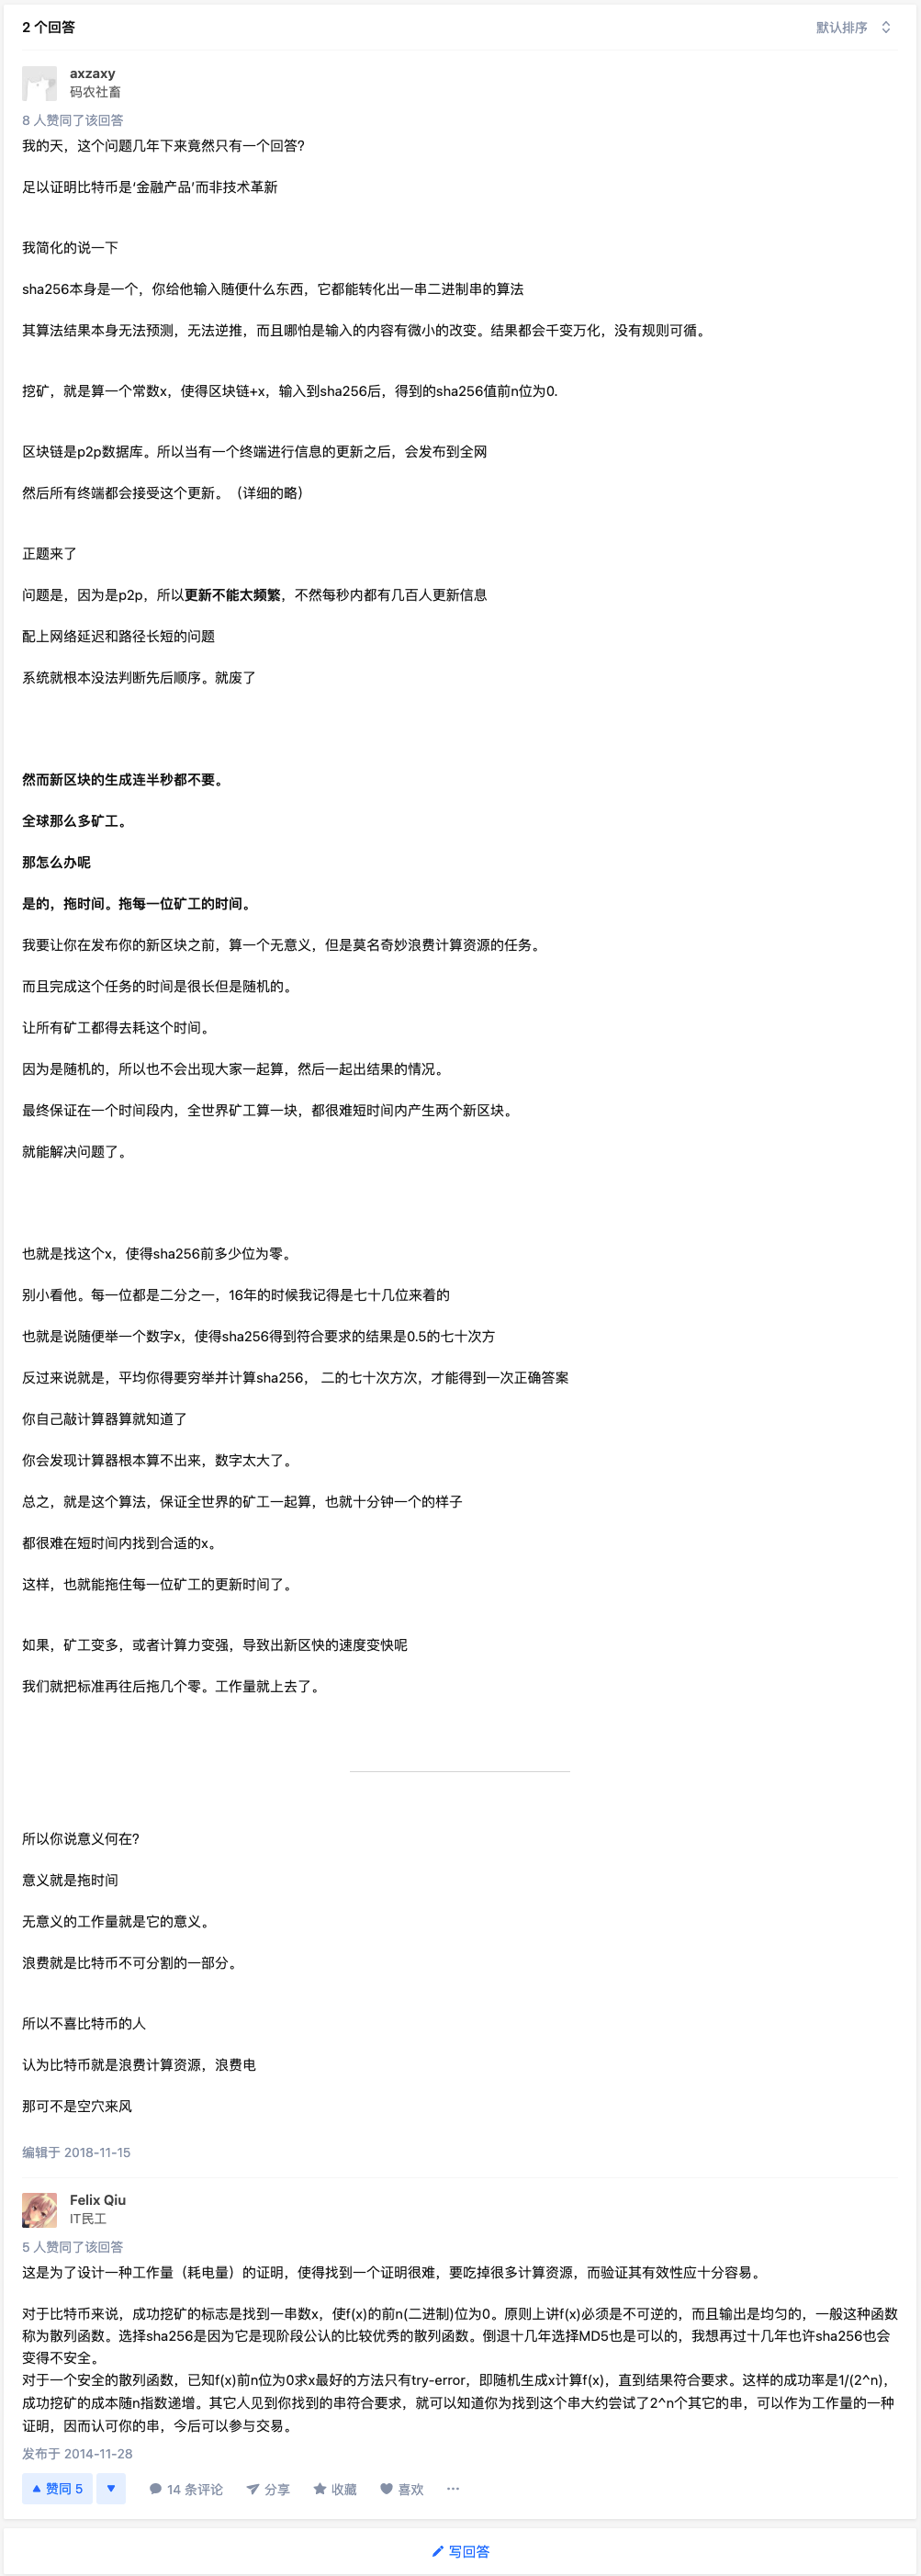 2 个回答
默认排序
axzaxy
码农社畜
8 人赞同了该回答
我的天，这个问题几年下来竟然只有一个回答？
足以证明比特币是‘金融产品’而非技术革新
我简化的说一下
sha256本身是一个，你给他输入随便什么东西，它都能转化出一串二进制串的算法
其算法结果本身无法预测，无法逆推，而且哪怕是输入的内容有微小的改变。结果都会千变万化，没有规则可循。
挖矿，就是算一个常数x，使得区块链+x，输入到sha256后，得到的sha256值前n位为0.
区块链是p2p数据库。所以当有一个终端进行信息的更新之后，会发布到全网
然后所有终端都会接受这个更新。（详细的略）
正题来了
问题是，因为是p2p，所以更新不能太频繁，不然每秒内都有几百人更新信息
配上网络延迟和路径长短的问题
系统就根本没法判断先后顺序。就废了
然而新区块的生成连半秒都不要。
全球那么多矿工。
那怎么办呢
是的，拖时间。拖每一位矿工的时间。
我要让你在发布你的新区块之前，算一个无意义，但是莫名奇妙浪费计算资源的任务。
而且完成这个任务的时间是很长但是随机的。
让所有矿工都得去耗这个时间。
因为是随机的，所以也不会出现大家一起算，然后一起出结果的情况。
最终保证在一个时间段内，全世界矿工算一块，都很难短时间内产生两个新区块。
就能解决问题了。
也就是找这个x，使得sha256前多少位为零。
别小看他。每一位都是二分之一，16年的时候我记得是七十几位来着的
也就是说随便举一个数字x，使得sha256得到符合要求的结果是0.5的七十次方
反过来说就是，平均你得要穷举并计算sha256， 二的七十次方次，才能得到一次正确答案
你自己敲计算器算就知道了
你会发现计算器根本算不出来，数字太大了。
总之，就是这个算法，保证全世界的矿工一起算，也就十分钟一个的样子
都很难在短时间内找到合适的x。
这样，也就能拖住每一位矿工的更新时间了。
如果，矿工变多，或者计算力变强，导致出新区快的速度变快呢
我们就把标准再往后拖几个零。工作量就上去了。
所以你说意义何在？
意义就是拖时间
无意义的工作量就是它的意义。
浪费就是比特币不可分割的一部分。
所以不喜比特币的人
认为比特币就是浪费计算资源，浪费电
那可不是空穴来风
编辑于 2018-11-15
Felix Qiu
IT民工
5 人赞同了该回答
这是为了设计一种工作量（耗电量）的证明，使得找到一个证明很难，要吃掉很多计算资源，而验证其有效性应十分容易。
对于比特币来说，成功挖矿的标志是找到一串数x，使f(x)的前n(二进制)位为0。原则上讲f(x)必须是不可逆的，而且输出是均匀的，一般这种函数
称为散列函数。选择sha256是因为它是现阶段公认的比较优秀的散列函数。倒退十几年选择MD5也是可以的，我想再过十几年也许sha256也会
变得不安全。
对于一个安全的散列函数，已知f(x)前n位为0求x最好的方法只有try-error，即随机生成x计算f(x)，直到结果符合要求。这样的成功率是1/(2^n)，
成功挖矿的成本随n指数递增。其它人见到你找到的串符合要求，就可以知道你为找到这个串大约尝试了2^n个其它的串，可以作为工作量的一种
证明，因而认可你的串，今后可以参与交易。
发布于 2014-11-28
赞同 5
14 条评论
分享
收藏
喜欢
写回答